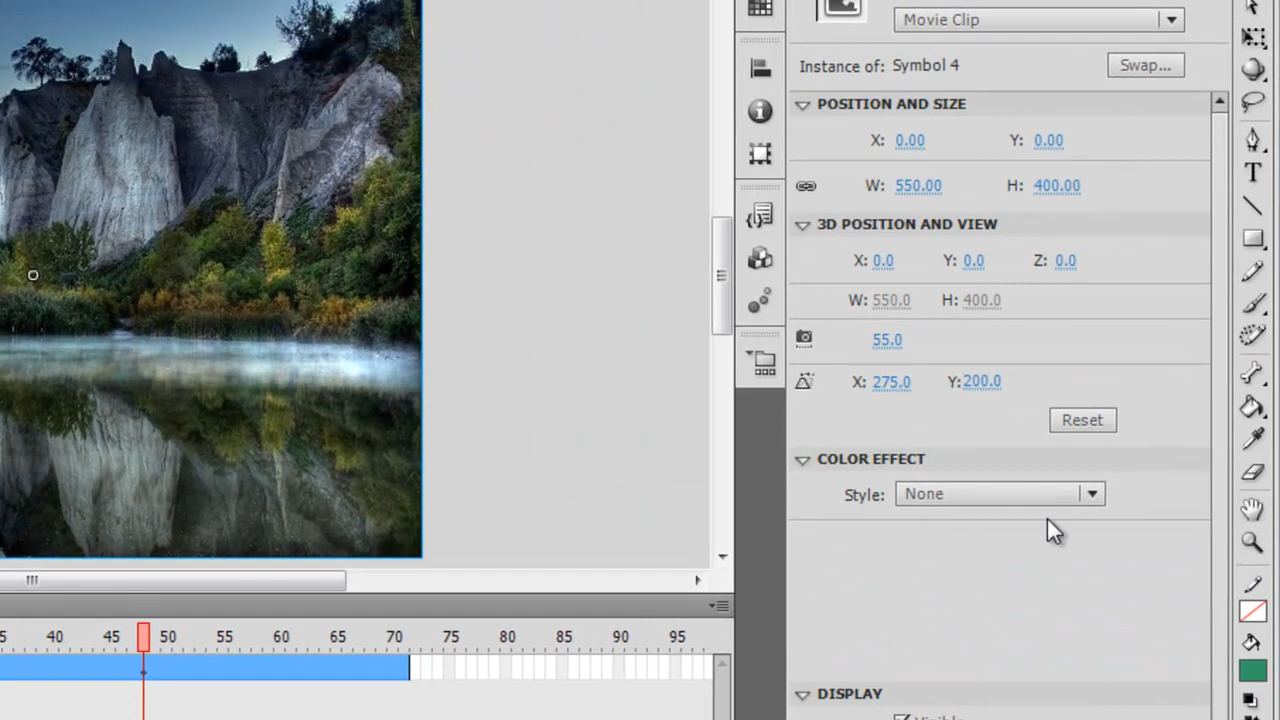 Movie Clip
Instance of: Symbol 4 Swap...
POSITION AND SIZE
X: 0.00 Y: 0.00
W: 550.00 H: 400.00
3D POSITION AND VIEW
X: 0.0 Y: 0.0 Z: 0.0
W: 550.0 H: 400.0
55.0
X: 275.0 Y: 200.0
Reset
COLOR EFFECT
Style: None
DISPLAY
Visible
5 40 45 50 55 60 65 70 75 80 85 90 95